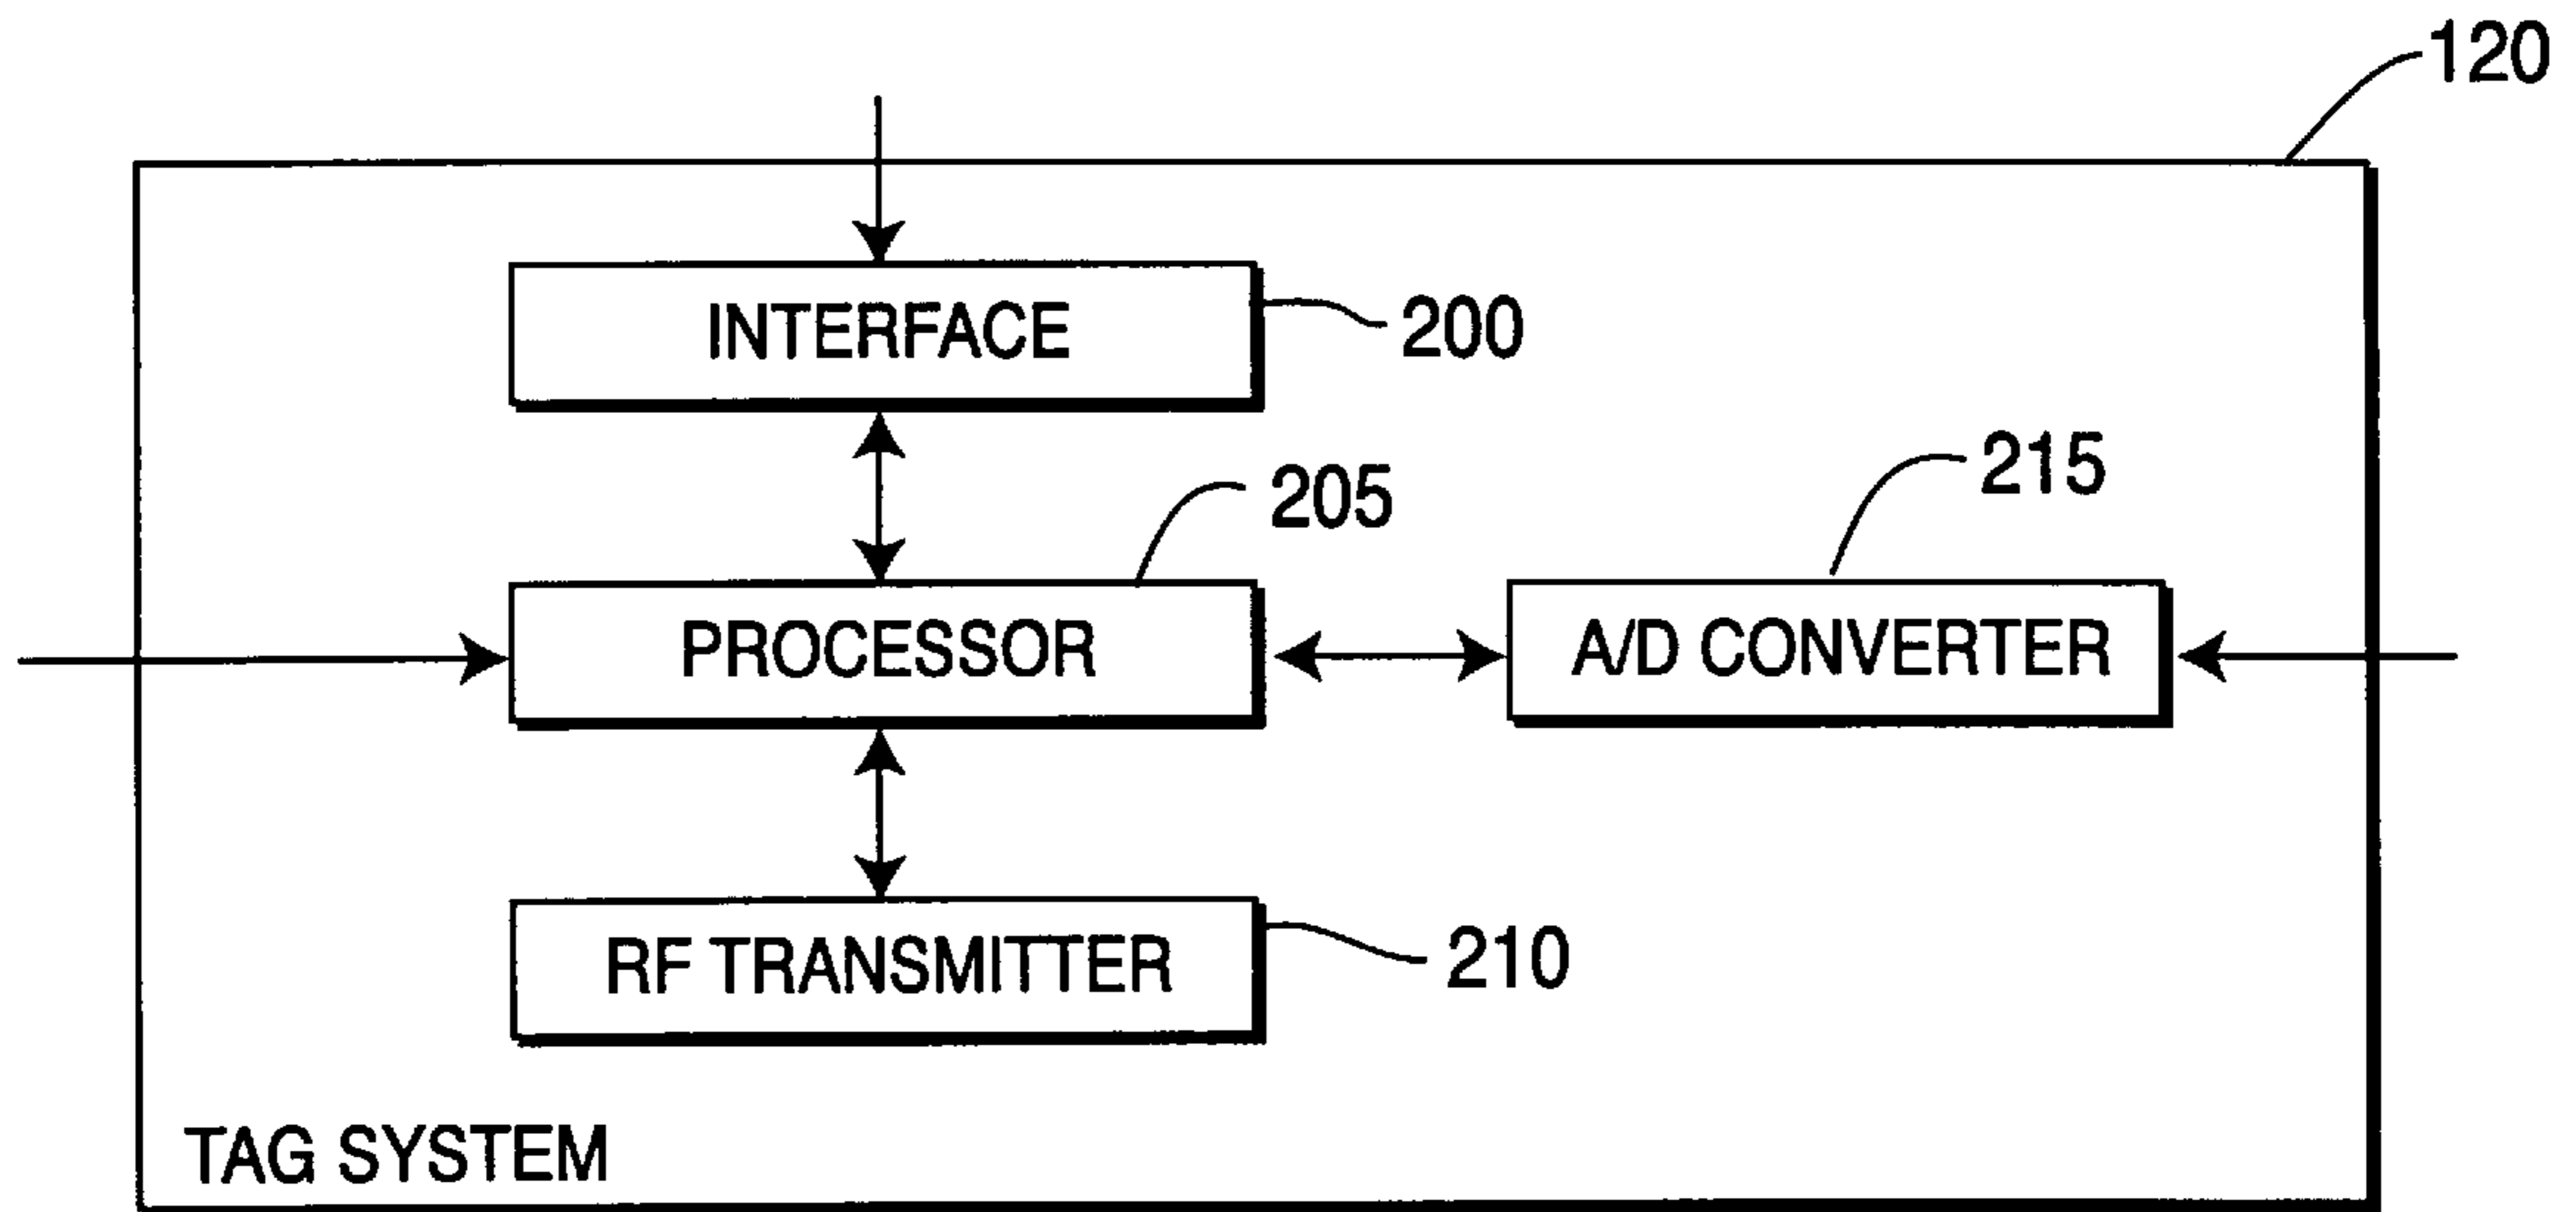 120
INTERFACE
200
205
215
PROCESSOR
A/D CONVERTER
RF TRANSMITTER
210
TAG SYSTEM